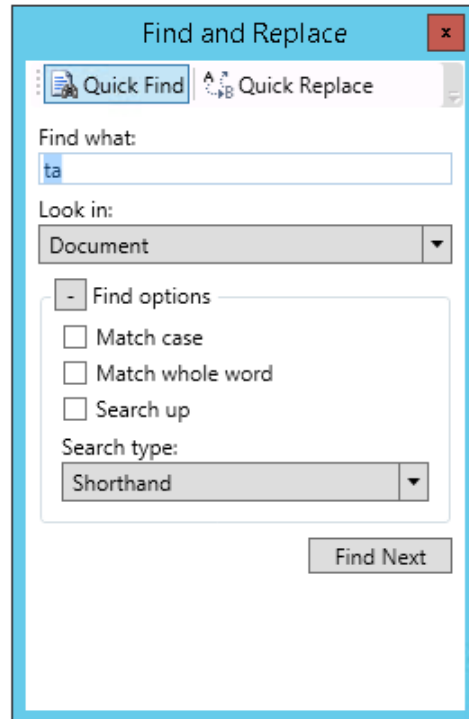 Find and Replace x
Quick Find A B Quick Replace
Find what:
ta
Look in:
Document
- Find options
Match case
Match whole word
Search up
Search type:
Shorthand
Find Next